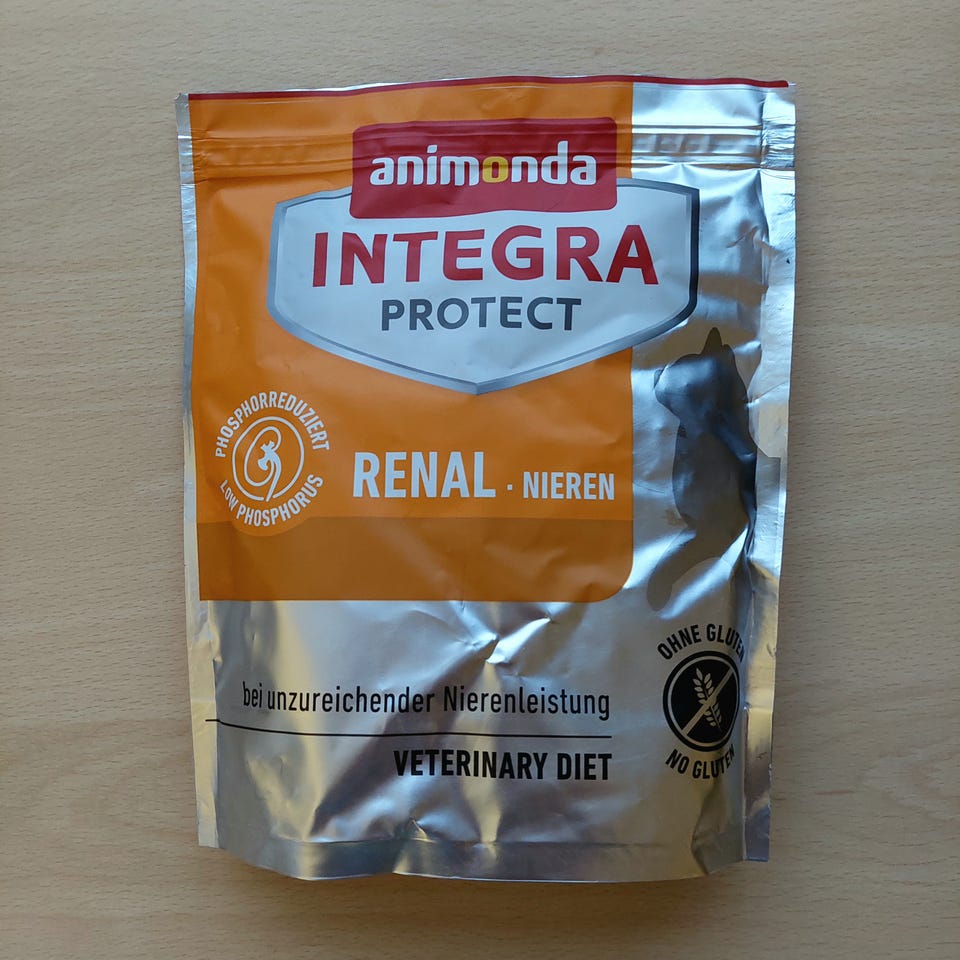 animonda
INTEGRA
PROTECT
PHOSPHORREDUZIERT
LOW PHOSPHORUS
RENAL · NIEREN
bei unzureichender Nierenleistung
VETERINARY DIET
OHNE GLUTEN
NO GLUTEN